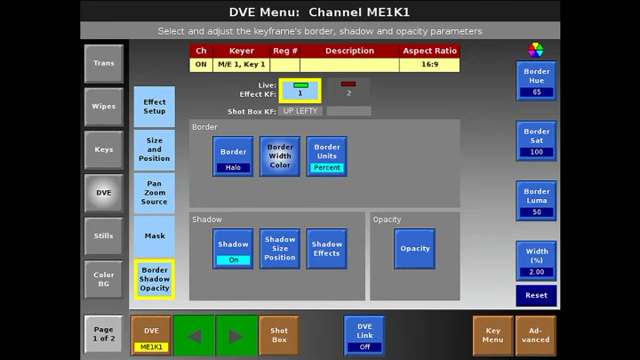 DVE Menu: Channel ME1K1
Select and adjust the keyframe's border, shadow and opacity parameters
Ch Keyer Reg # Description Aspect Ratio
ON M/E 1, Key 1 16:9
Live:
Effect KF: 1 2
Shot Box KF: UP LEFTY
Trans
Wipes
Keys
DVE
Stills
Color
BG
Page
1 of 2
Effect
Setup
Size
and
Position
Pan
Zoom
Source
Mask
Border
Shadow
Opacity
Border
Border
Halo
Border
Width
Color
Border
Units
Percent
Shadow
Shadow
On
Shadow
Size
Position
Shadow
Effects
Opacity
Opacity
Border
Hue
65
Border
Sat
100
Border
Luma
50
Width
(%)
2.00
Reset
DVE
ME1K1
Shot
Box
DVE
Link
Off
Key
Menu
Ad-
vanced